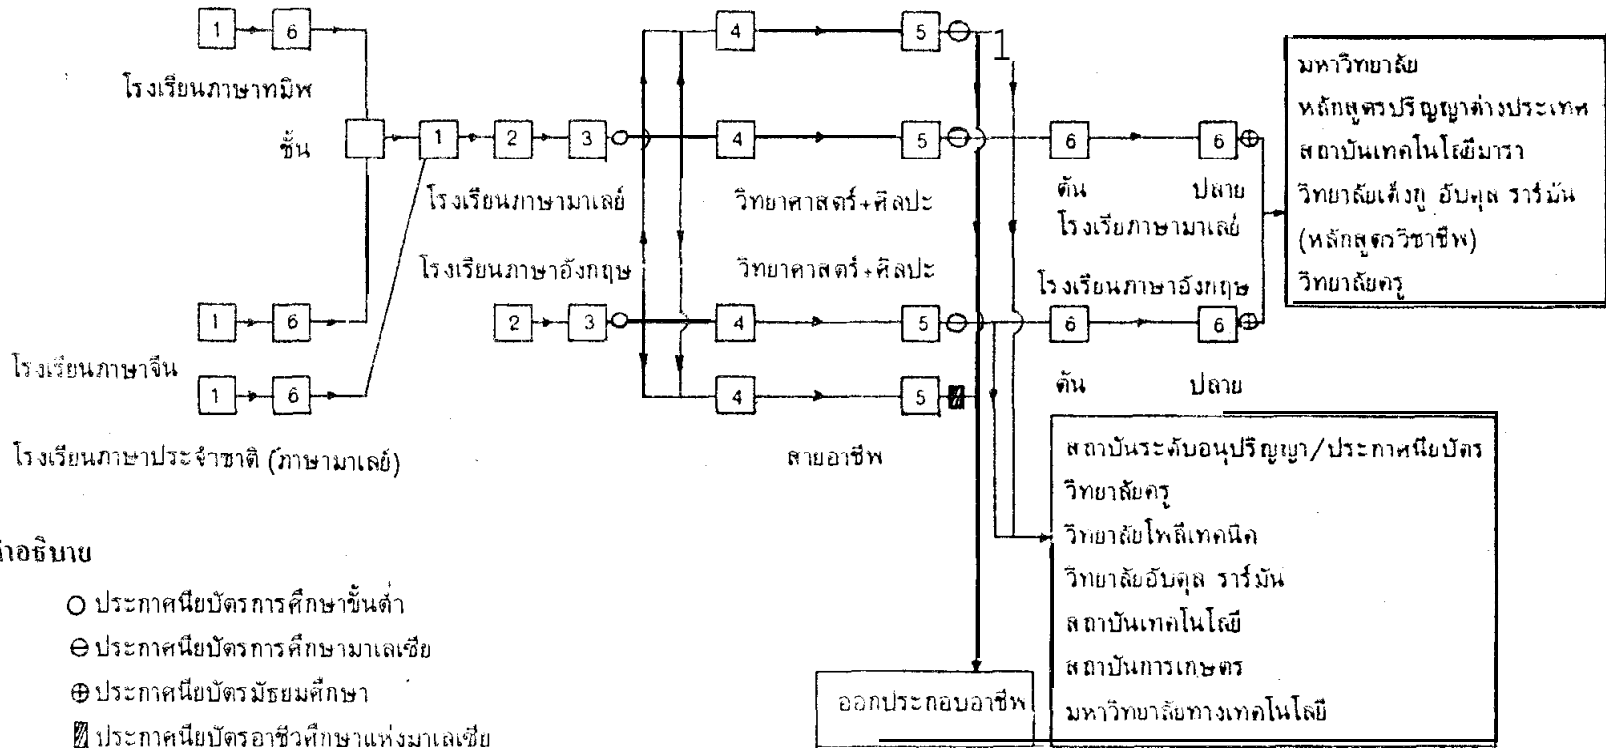 1 6 4 5
โรงเรียนภาษาทมิฬ
ชั้น 1 2 3 4 5 6 6
โรงเรียนภาษามาเลย์ วิทยาศาสตร์+ศิลปะ ต้น ปลาย
โรงเรียภาษามาเลย์
โรงเรียนภาษาอังกฤษ วิทยาศาสตร์+ศิลปะ โรงเรียนภาษาอังกฤษ
1 6 2 3 4 5 6 6
โรงเรียนภาษาจีน ต้น ปลาย
1 6 4 5
โรงเรียนภาษาประจำชาติ (ภาษามาเลย์) สายอาชีพ
มหาวิทยาลัย
หลักสูตรปริญญาต่างประเทศ
สถาบันเทคโนโลยีมารา
วิทยาลัยเต็งกู อับดุล ราร์มัน
(หลักสูตรวิชาชีพ)
วิทยาลัยครู
สถาบันระดับอนุปริญญา/ประกาศนียบัตร
วิทยาลัยครู
วิทยาลัยโพลีเทคนิค
วิทยาลัยอับดุล ราร์มัน
สถาบันเทคโนโลยี
สถาบันการเกษตร
มหาวิทยาลัยทางเทคโนโลยี
ออกประกอบอาชีพ
คำอธิบาย
ประกาศนียบัตรการศึกษาขั้นต่ำ
ประกาศนียบัตรการศึกษามาเลเซีย
ประกาศนียบัตรมัธยมศึกษา
ประกาศนียบัตรอาชีวศึกษาแห่งมาเลเซีย